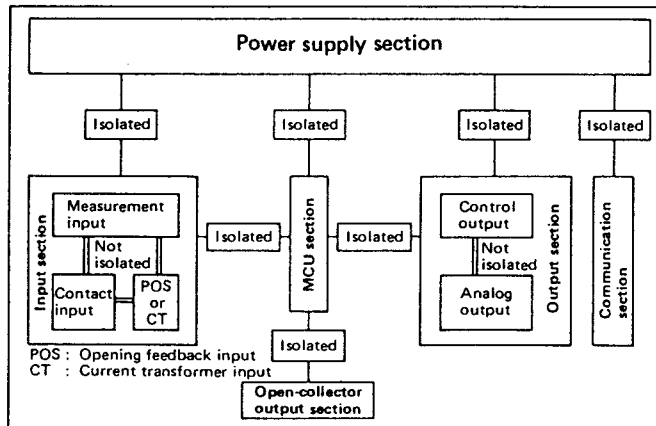 Power supply section
Isolated
Isolated
Isolated
Isolated
Input section
Measurement
input
Not
isolated
Contact
input
POS
or
CT
Isolated
MCU section
Isolated
Control
output
Not
isolated
Analog
output
Output section
Communication
section
POS : Opening feedback input
CT : Current transformer input
Isolated
Open-collector
output section